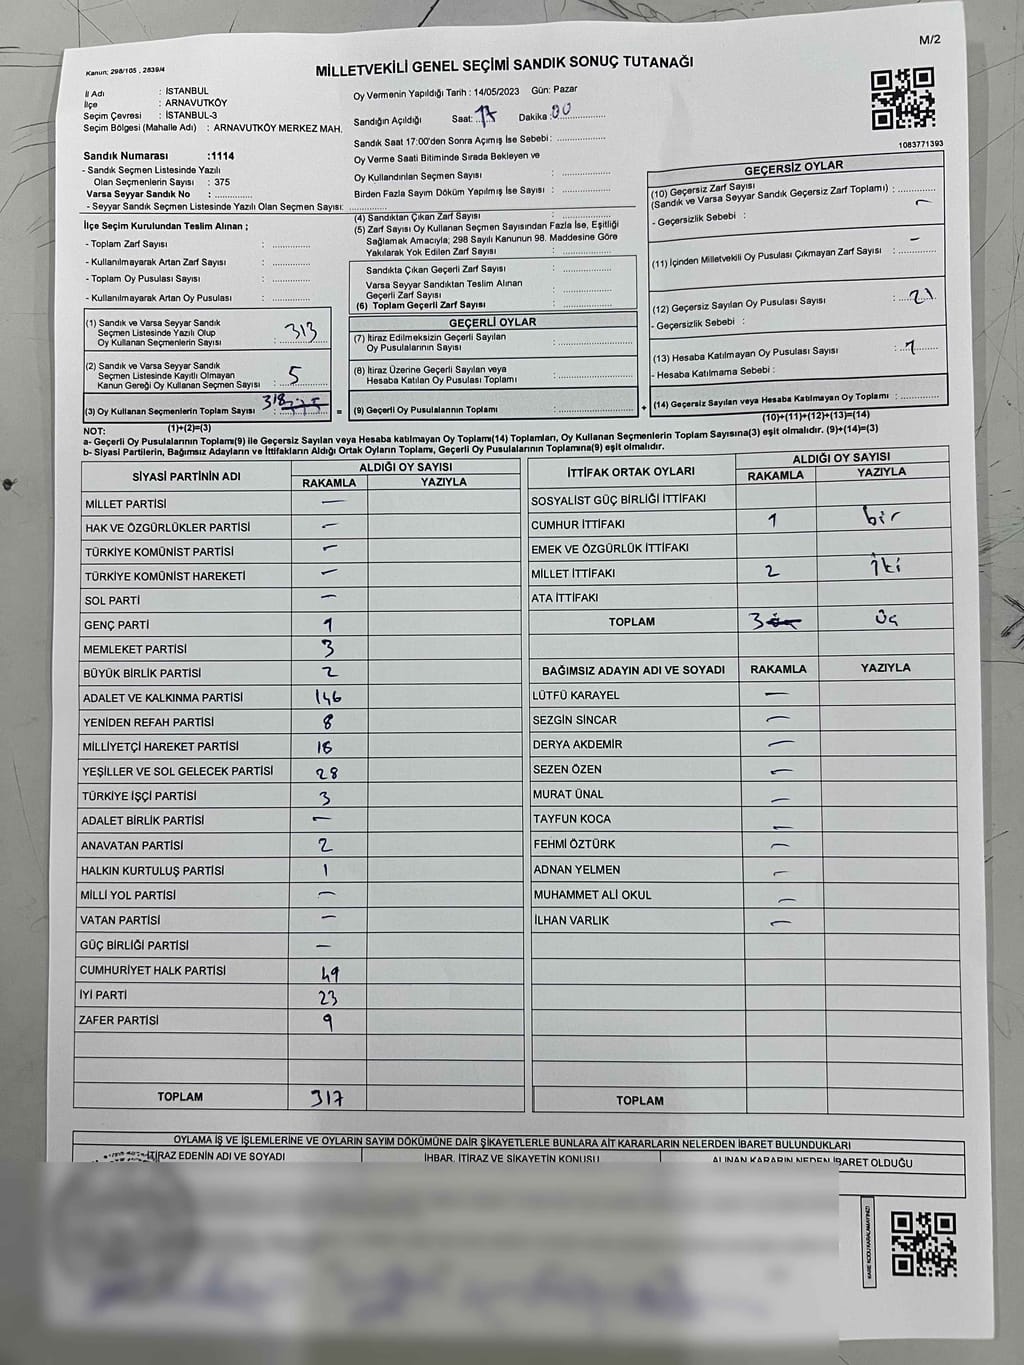 M/2
Kanun; 298/105 , 2839/4
MİLLETVEKİLİ GENEL SEÇİMİ SANDIK SONUÇ TUTANAĞI
İl Adı : İSTANBUL
İlçe : ARNAVUTKÖY
Seçim Çevresi : İSTANBUL-3
Seçim Bölgesi (Mahalle Adı) : ARNAVUTKÖY MERKEZ MAH.
Sandık Numarası :1114
- Sandık Seçmen Listesinde Yazılı
Olan Seçmenlerin Sayısı : 375
Varsa Seyyar Sandık No :
- Seyyar Sandık Seçmen Listesinde Yazılı Olan Seçmen Sayısı:
Oy Vermenin Yapıldığı Tarih : 14/05/2023 Gün: Pazar
Sandığın Açıldığı Saat: 17 Dakika: 00
Sandık Saat 17:00'den Sonra Açımış İse Sebebi :
Oy Verme Saati Bitiminde Sırada Bekleyen ve
Oy Kullandırılan Seçmen Sayısı :
Birden Fazla Sayım Döküm Yapılmış İse Sayısı :
1083771393
İlçe Seçim Kurulundan Teslim Alınan ;
- Toplam Zarf Sayısı :
- Kullanılmayarak Artan Zarf Sayısı :
- Toplam Oy Pusulası Sayısı :
- Kullanılmayarak Artan Oy Pusulası :
(4) Sandıktan Çıkan Zarf Sayısı :
(5) Zarf Sayısı Oy Kullanan Seçmen Sayısından Fazla İse, Eşitliği
Sağlamak Amacıyla; 298 Sayılı Kanunun 98. Maddesine Göre
Yakılarak Yok Edilen Zarf Sayısı :
Sandıkta Çıkan Geçerli Zarf Sayısı :
Varsa Seyyar Sandıktan Teslim Alınan
Geçerli Zarf Sayısı :
(6) Toplam Geçerli Zarf Sayısı :
GEÇERSİZ OYLAR
(10) Geçersiz Zarf Sayısı
(Sandık ve Varsa Seyyar Sandık Geçersiz Zarf Toplamı) :
- Geçersizlik Sebebi : –
(11) İçinden Milletvekili Oy Pusulası Çıkmayan Zarf Sayısı : –
(12) Geçersiz Sayılan Oy Pusulası Sayısı : 21
- Geçersizlik Sebebi :
(13) Hesaba Katılmayan Oy Pusulası Sayısı : 1
- Hesaba Katılmama Sebebi :
(14) Geçersiz Sayılan veya Hesaba Katılmayan Oy Toplamı :
(10)+(11)+(12)+(13)=(14)
(1) Sandık ve Varsa Seyyar Sandık
Seçmen Listesinde Yazılı Olup
Oy Kullanan Seçmenlerin Sayısı : 313
(2) Sandık ve Varsa Seyyar Sandık
Seçmen Listesinde Kayıtlı Olmayan
Kanun Gereği Oy Kullanan Seçmen Sayısı : 5
(3) Oy Kullanan Seçmenlerin Toplam Sayısı : 318 =
(1)+(2)=(3)
GEÇERLİ OYLAR
(7) İtiraz Edilmeksizin Geçerli Sayılan
Oy Pusulalarının Sayısı :
(8) İtiraz Üzerine Geçerli Sayılan veya
Hesaba Katılan Oy Pusulası Toplamı :
(9) Geçerli Oy Pusulalarının Toplamı : +
NOT:
a- Geçerli Oy Pusulalarının Toplamı(9) ile Geçersiz Sayılan veya Hesaba katılmayan Oy Toplamı(14) Toplamları, Oy Kullanan Seçmenlerin Toplam Sayısına(3) eşit olmalıdır. (9)+(14)=(3)
b- Siyasi Partilerin, Bağımsız Adayların ve İttifakların Aldığı Ortak Oyların Toplamı, Geçerli Oy Pusulalarının Toplamına(9) eşit olmalıdır.
SİYASİ PARTİNİN ADI ALDIĞI OY SAYISI
RAKAMLA YAZIYLA
MİLLET PARTİSİ –
HAK VE ÖZGÜRLÜKLER PARTİSİ –
TÜRKİYE KOMÜNİST PARTİSİ –
TÜRKİYE KOMÜNİST HAREKETİ –
SOL PARTİ –
GENÇ PARTİ 1
MEMLEKET PARTİSİ 3
BÜYÜK BİRLİK PARTİSİ 2
ADALET VE KALKINMA PARTİSİ 146
YENİDEN REFAH PARTİSİ 8
MİLLİYETÇİ HAREKET PARTİSİ
YEŞİLLER VE SOL GELECEK PARTİSİ 28
TÜRKİYE İŞÇİ PARTİSİ 3
ADALET BİRLİK PARTİSİ –
ANAVATAN PARTİSİ 2
HALKIN KURTULUŞ PARTİSİ 1
MİLLİ YOL PARTİSİ –
VATAN PARTİSİ –
GÜÇ BİRLİĞİ PARTİSİ –
CUMHURİYET HALK PARTİSİ 49
İYİ PARTİ 23
ZAFER PARTİSİ 9
TOPLAM 317
İTTİFAK ORTAK OYLARI ALDIĞI OY SAYISI
RAKAMLA YAZIYLA
SOSYALİST GÜÇ BİRLİĞİ İTTİFAKI
CUMHUR İTTİFAKI 1 bir
EMEK VE ÖZGÜRLÜK İTTİFAKI
MİLLET İTTİFAKI 2 iki
ATA İTTİFAKI
TOPLAM 3 üç
BAĞIMSIZ ADAYIN ADI VE SOYADI RAKAMLA YAZIYLA
LÜTFÜ KARAYEL –
SEZGİN SİNCAR –
DERYA AKDEMİR –
SEZEN ÖZEN –
MURAT ÜNAL –
TAYFUN KOCA –
FEHMİ ÖZTÜRK –
ADNAN YELMEN –
MUHAMMET ALİ OKUL –
İLHAN VARLIK –
TOPLAM
OYLAMA İŞ VE İŞLEMLERİNE VE OYLARIN SAYIM DÖKÜMÜNE DAİR ŞİKAYETLERLE BUNLARA AİT KARARLARIN NELERDEN İBARET BULUNDUKLARI
İTİRAZ EDENİN ADI VE SOYADI İHBAR, İTİRAZ VE ŞİKAYETİN KONUSU ALINAN KARARIN NEDEN İBARET OLDUĞU
KARE KODU KARALAMAYINIZ!